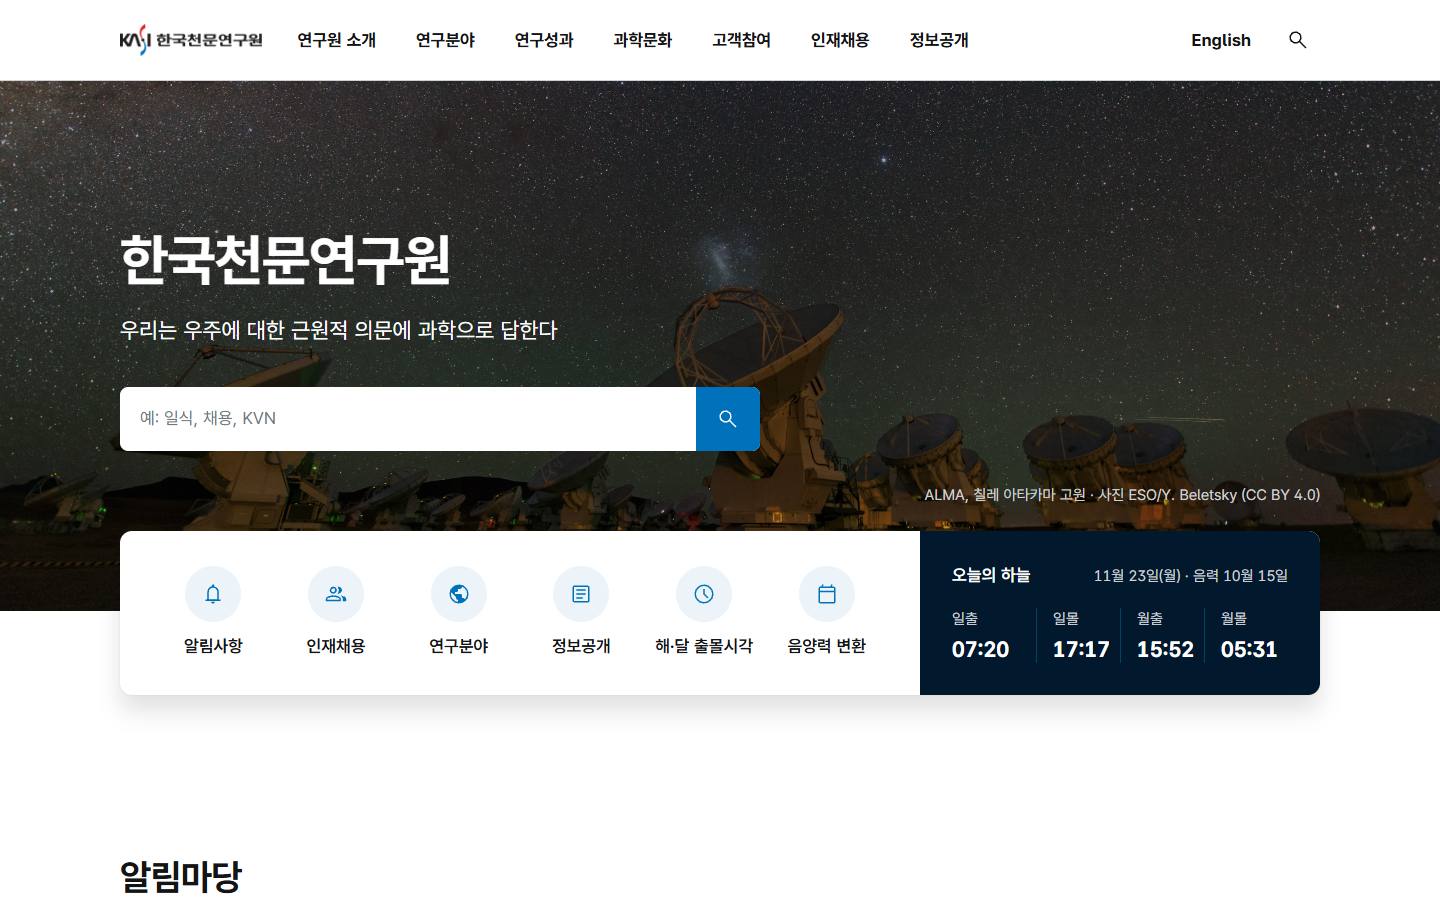 KASI 한국천문연구원 연구원 소개 연구분야 연구성과 과학문화 고객참여 인재채용 정보공개 English
한국천문연구원
우리는 우주에 대한 근원적 의문에 과학으로 답한다
예: 일식, 채용, KVN
ALMA, 칠레 아타카마 고원 · 사진 ESO/Y. Beletsky (CC BY 4.0)
알림사항 인재채용 연구분야 정보공개 해·달 출몰시각 음양력 변환
오늘의 하늘 11월 23일(월) · 음력 10월 15일
일출 일몰 월출 월몰
07:20 17:17 15:52 05:31
알림마당